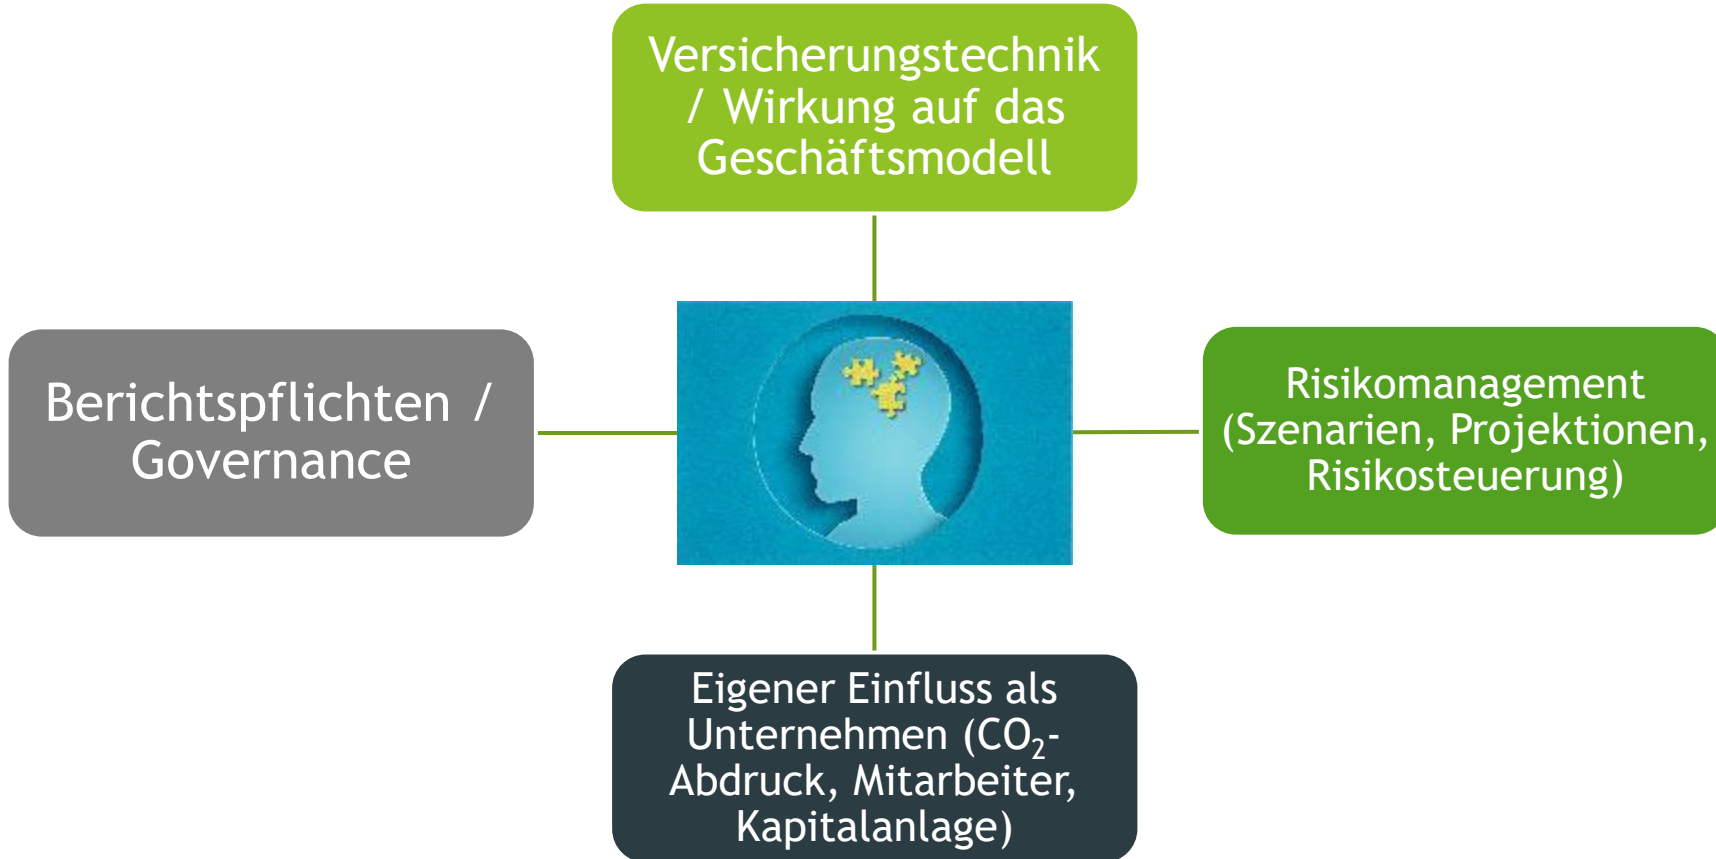 Versicherungstechnik
/ Wirkung auf das
Geschäftsmodell
Berichtspflichten /
Governance
Risikomanagement
(Szenarien, Projektionen,
Risikosteuerung)
Eigener Einfluss als
Unternehmen (CO₂-
Abdruck, Mitarbeiter,
Kapitalanlage)